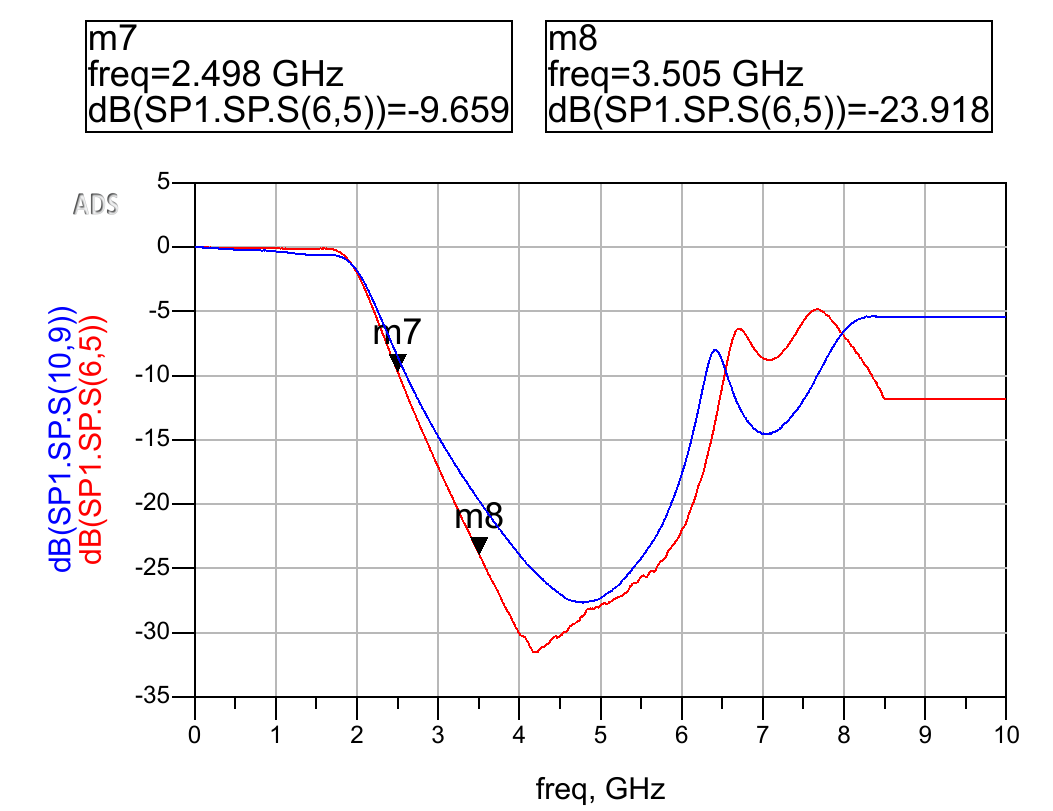 m7
freq=2.498 GHz
dB(SP1.SP.S(6,5))=-9.659
m8
freq=3.505 GHz
dB(SP1.SP.S(6,5))=-23.918
ADS
5
0
-5
-10
-15
-20
-25
-30
-35
dB(SP1.SP.S(10,9))
dB(SP1.SP.S(6,5))
m7
m8
0 1 2 3 4 5 6 7 8 9 10
freq, GHz